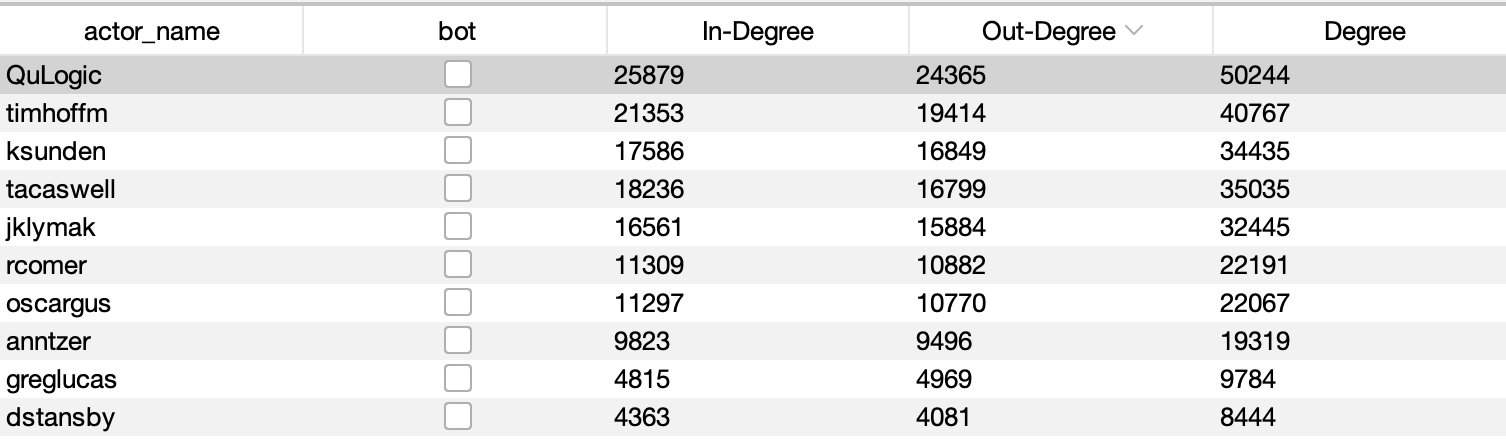 actor_name bot In-Degree Out-Degree Degree
QuLogic 25879 24365 50244
timhoffm 21353 19414 40767
ksunden 17586 16849 34435
tacaswell 18236 16799 35035
jklymak 16561 15884 32445
rcomer 11309 10882 22191
oscargus 11297 10770 22067
anntzer 9823 9496 19319
greglucas 4815 4969 9784
dstansby 4363 4081 8444